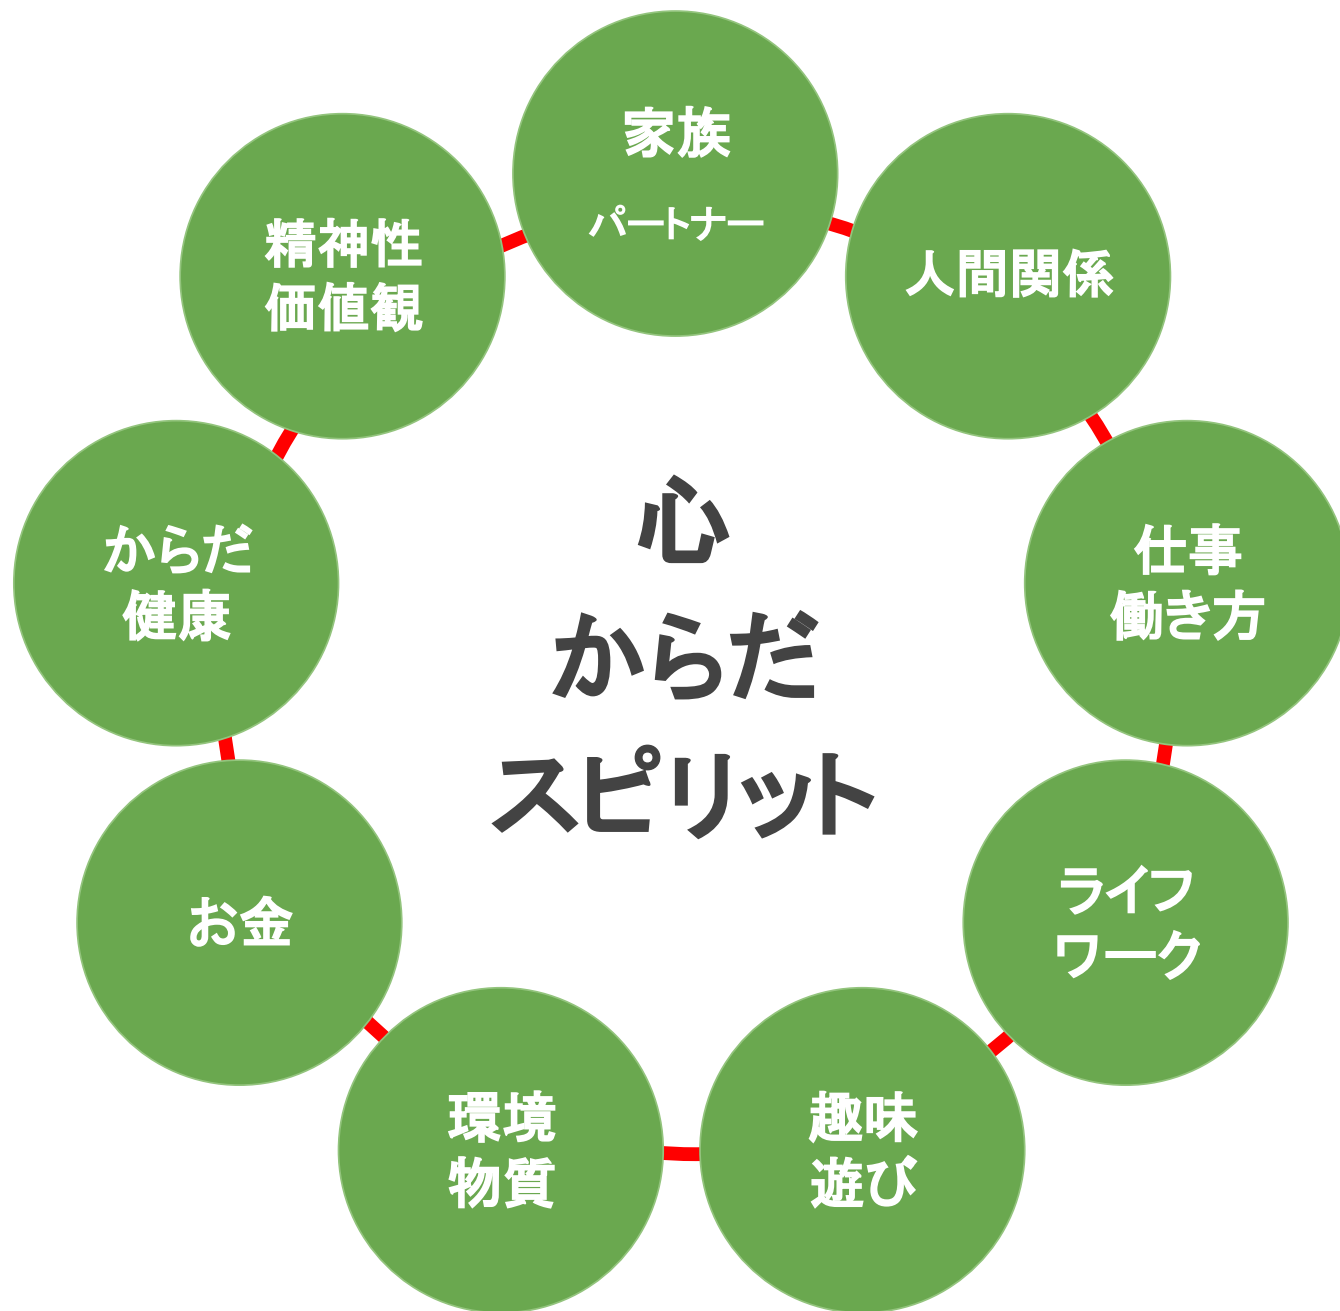 家族
パートナー
人間関係
仕事
働き方
ライフ
ワーク
趣味
遊び
環境
物質
お金
からだ
健康
精神性
価値観
心
からだ
スピリット